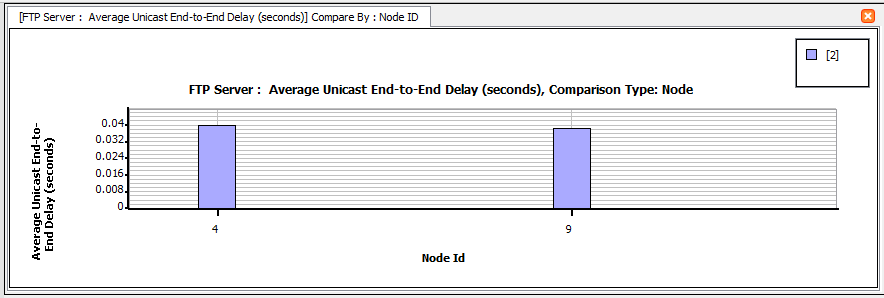 [FTP Server : Average Unicast End-to-End Delay (seconds)] Compare By : Node ID
[2]
FTP Server : Average Unicast End-to-End Delay (seconds), Comparison Type: Node
Average Unicast End-to-
End Delay (seconds)
0.04
0.032
0.024
0.016
0.008
0
4
9
Node Id